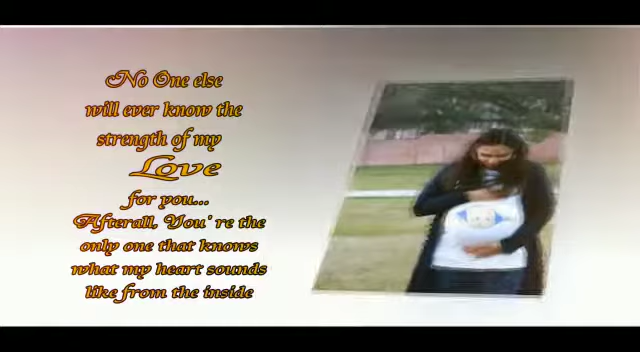 No One else
will ever know the
strength of my
Love
for you...
Afterall, You' re the
only one that knows
what my heart sounds
like from the inside